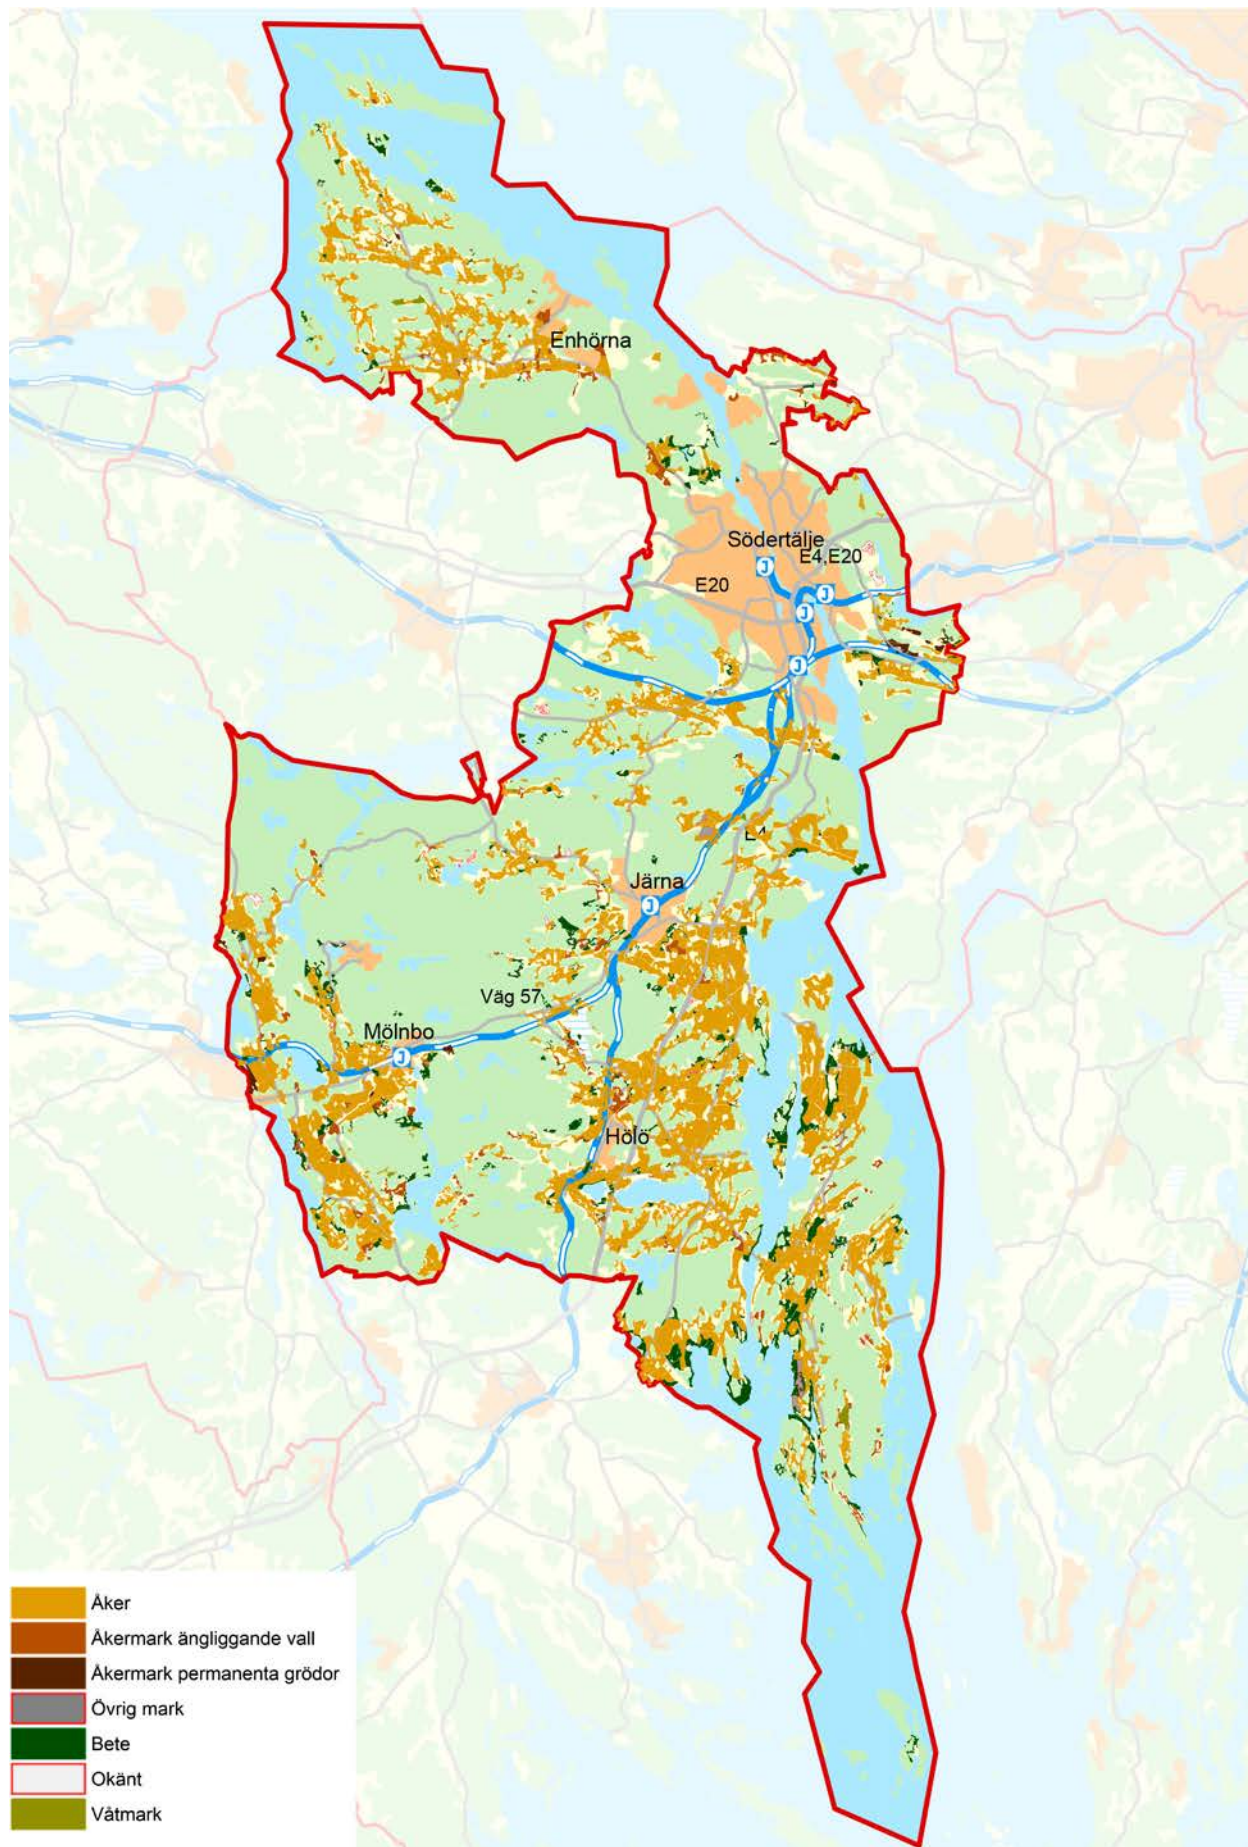 Enhörna
Södertälje
E4,E20
E20
E4
Järna
Väg 57
Mölnbo
Hölö
J
J
J
J
J
J
Åker
Åkermark ängliggande vall
Åkermark permanenta grödor
Övrig mark
Bete
Okänt
Våtmark